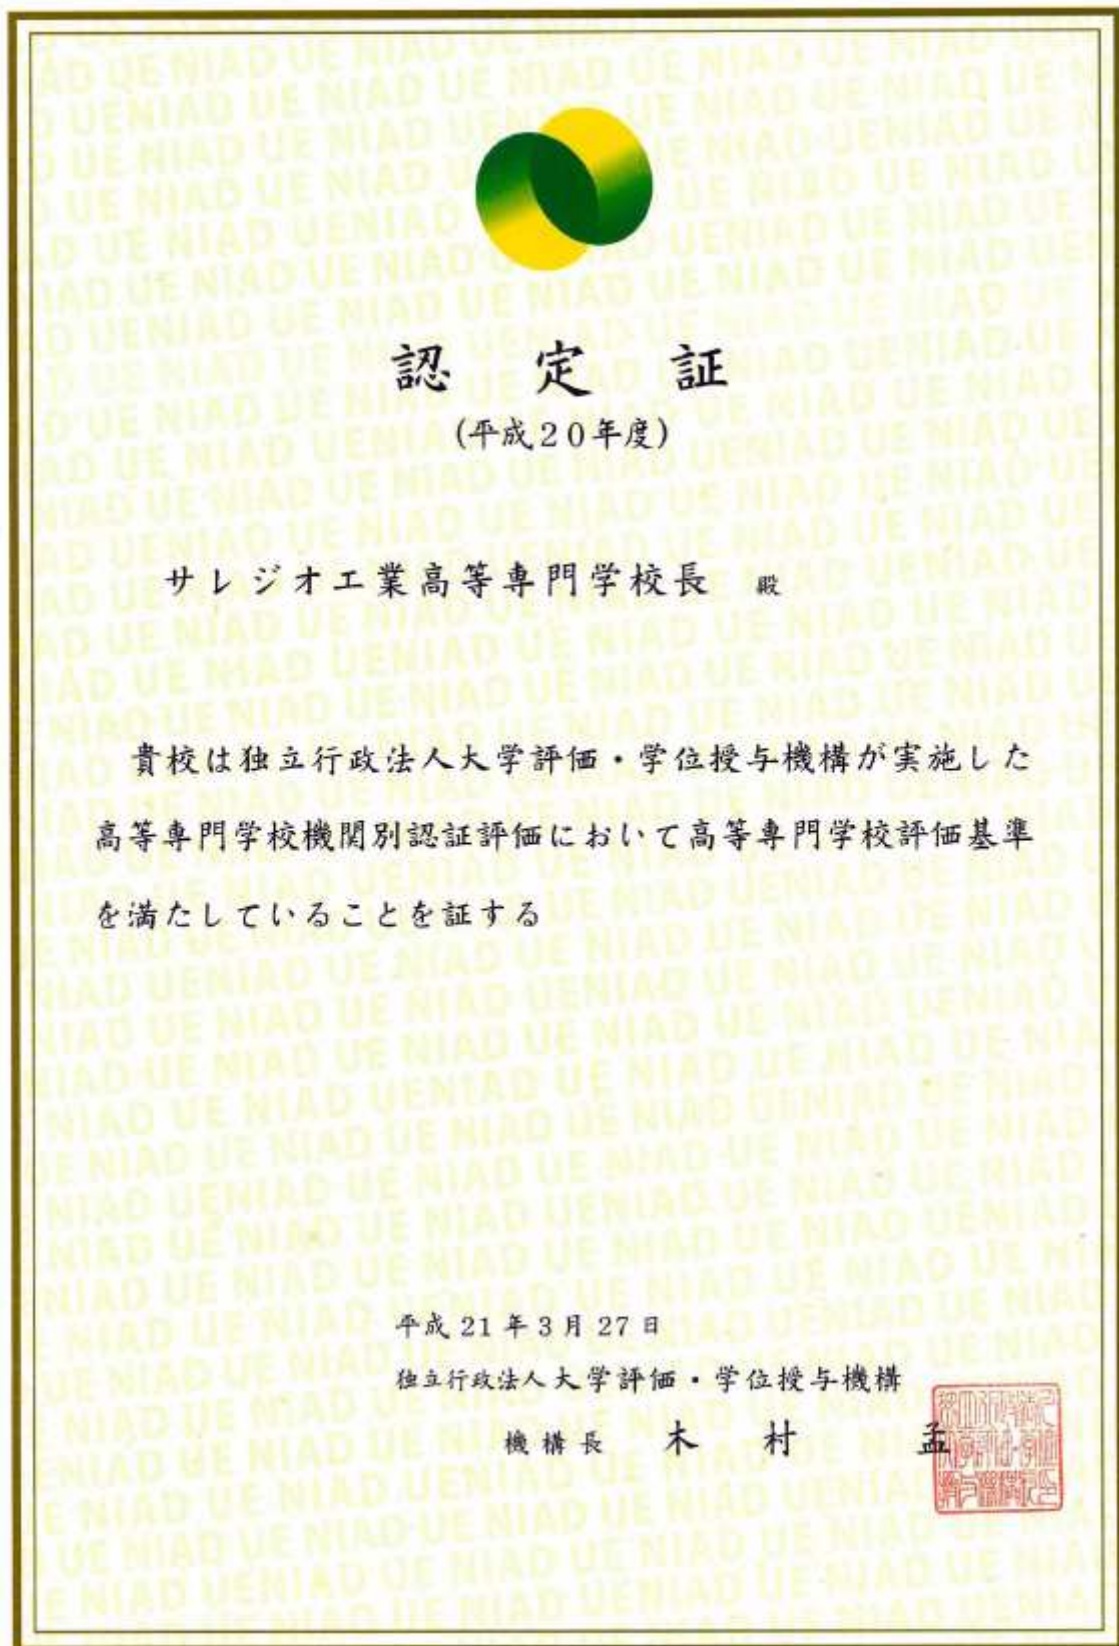 認定証
(平成20年度)
サレジオ工業高等専門学校長 殿
貴校は独立行政法人大学評価・学位授与機構が実施した
高等専門学校機関別認証評価において高等専門学校評価基準
を満たしていることを証する
平成21年3月27日
独立行政法人大学評価・学位授与機構
機構長 木村 孟